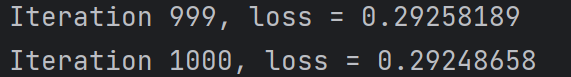 Iteration 999, loss = 0.29258189
Iteration 1000, loss = 0.29248658